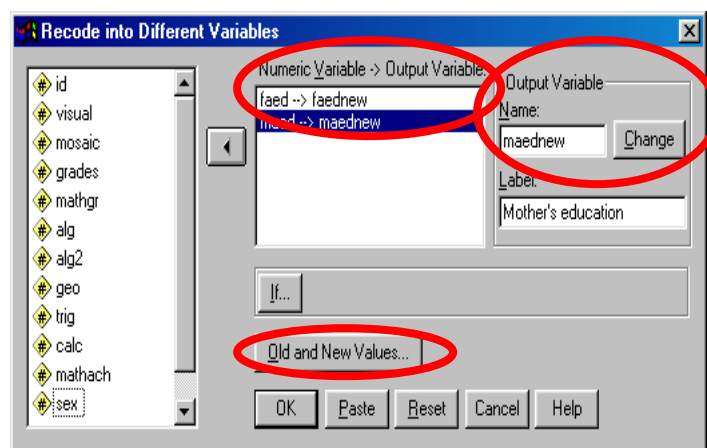 Recode into Different Variables
id
visual
mosaic
grades
mathgr
alg
alg2
geo
trig
calc
mathach
sex
Numeric Variable -> Output Variable:
faed --> faednew
maed --> maednew
Output Variable
Name:
maednew
Change
Label:
Mother's education
If...
Old and New Values...
OK
Paste
Reset
Cancel
Help